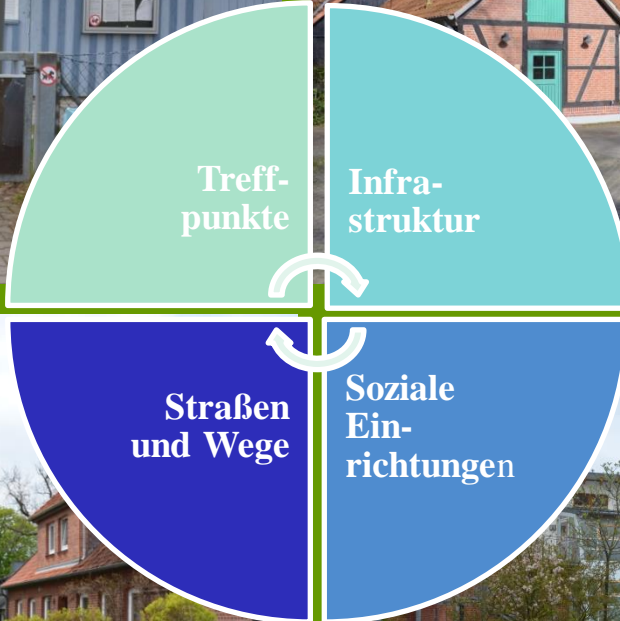 Treff-
punkte
Infra-
struktur
Straßen
und Wege
Soziale
Ein-
richtungen